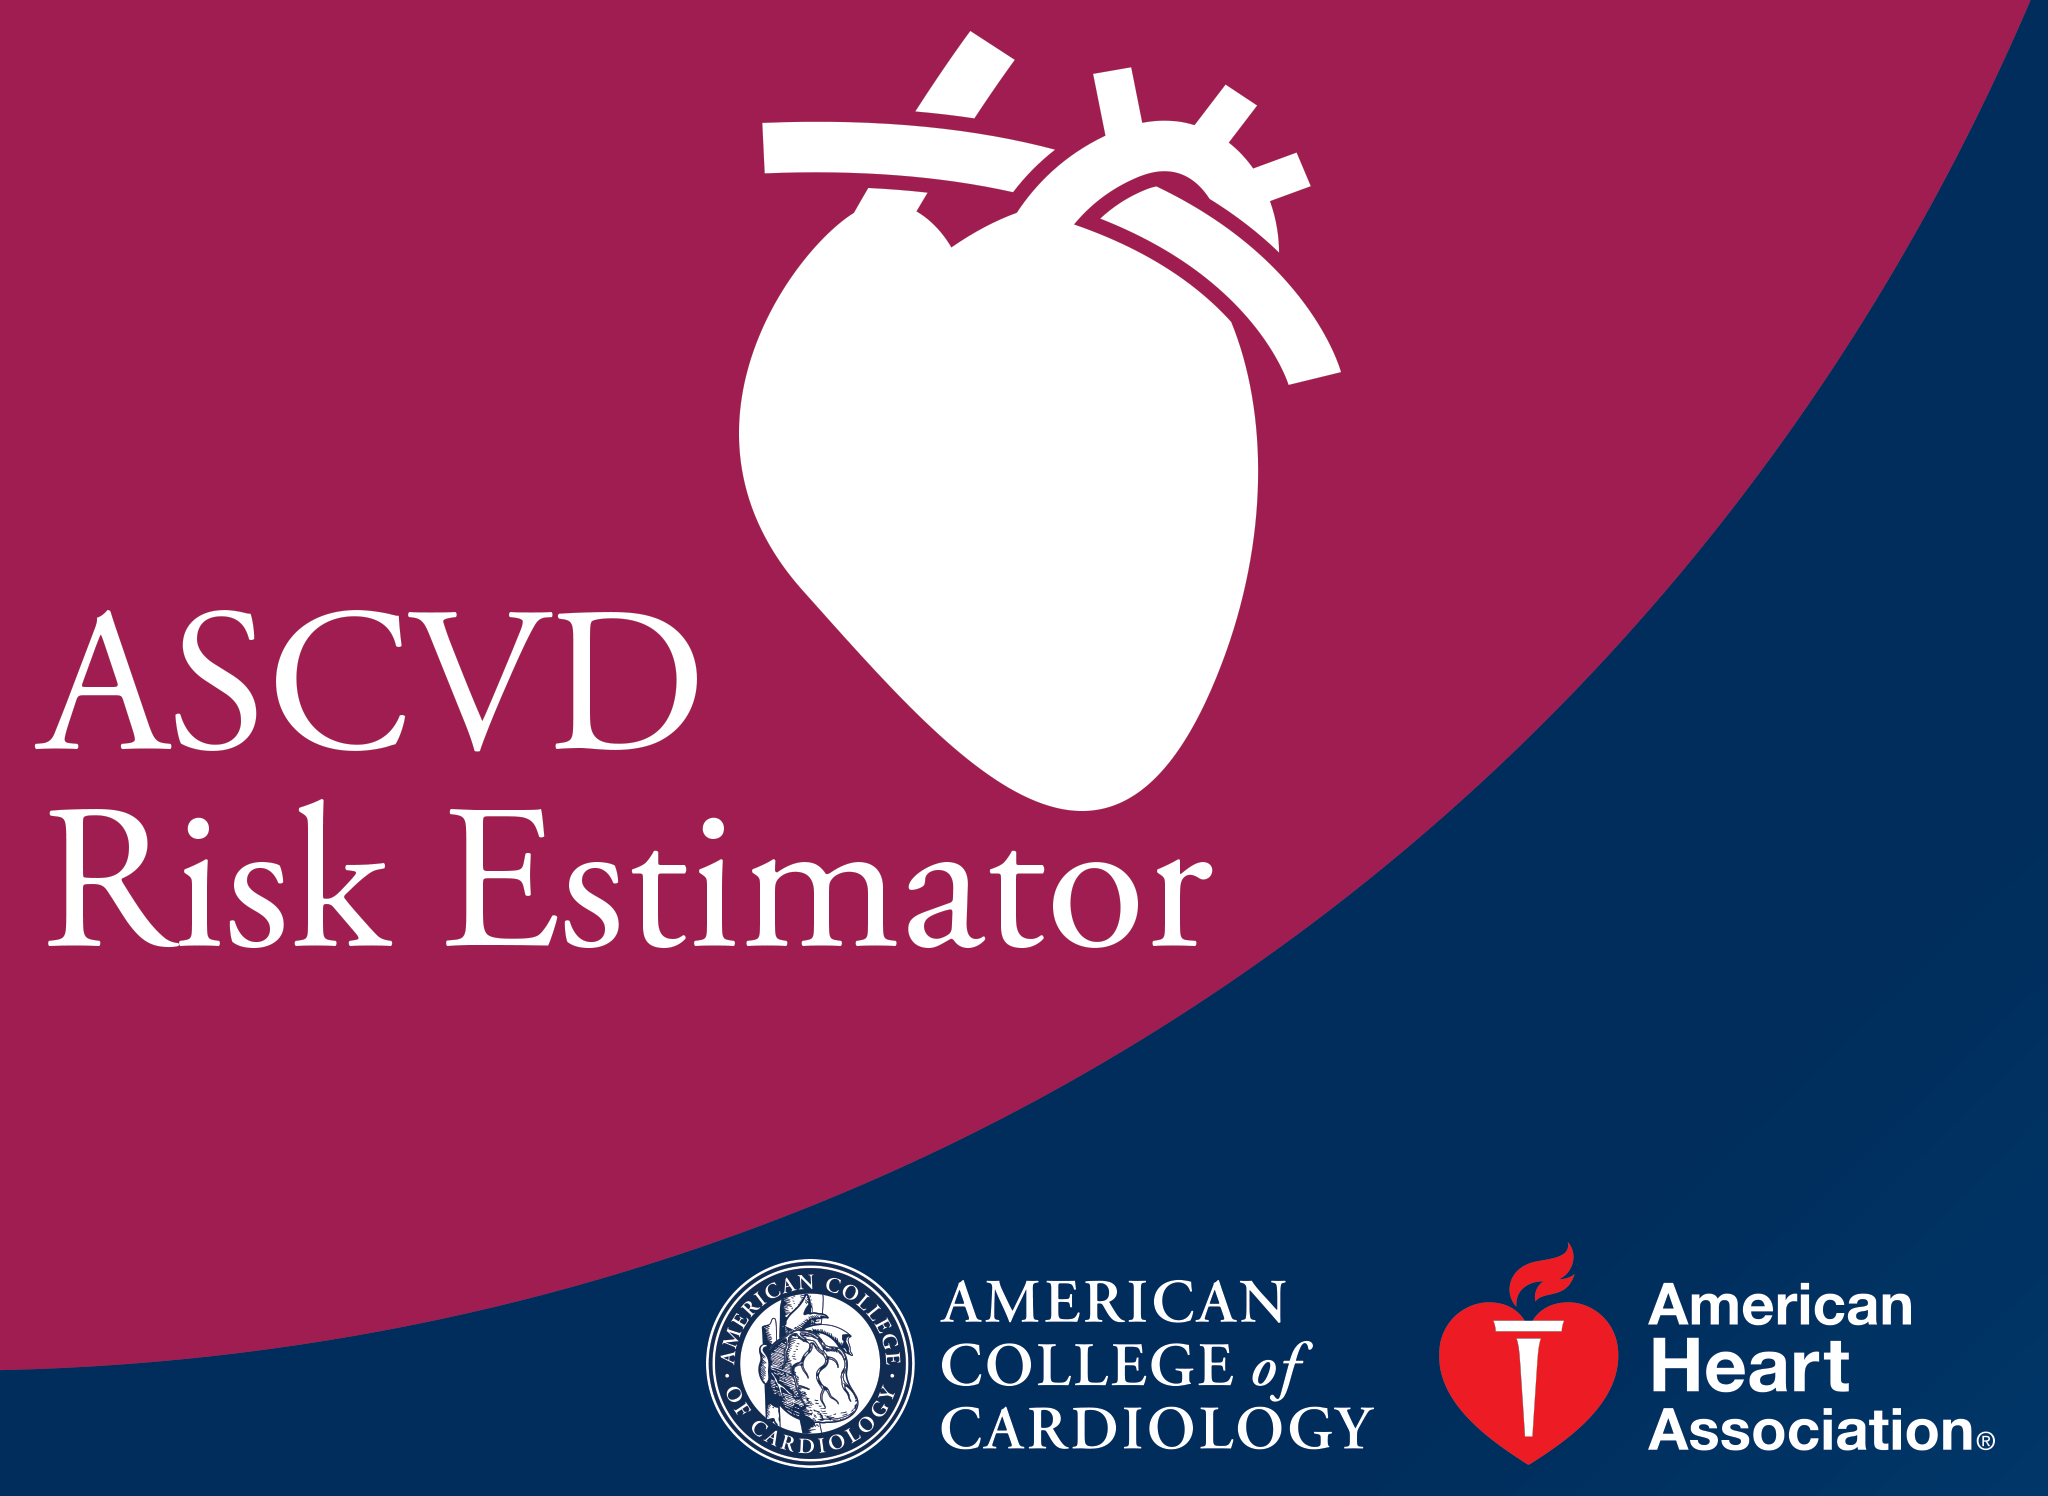 ASCVD
Risk Estimator
AMERICAN COLLEGE
· OF CARDIOLOGY ·
AMERICAN
COLLEGE of
CARDIOLOGY
American
Heart
Association®